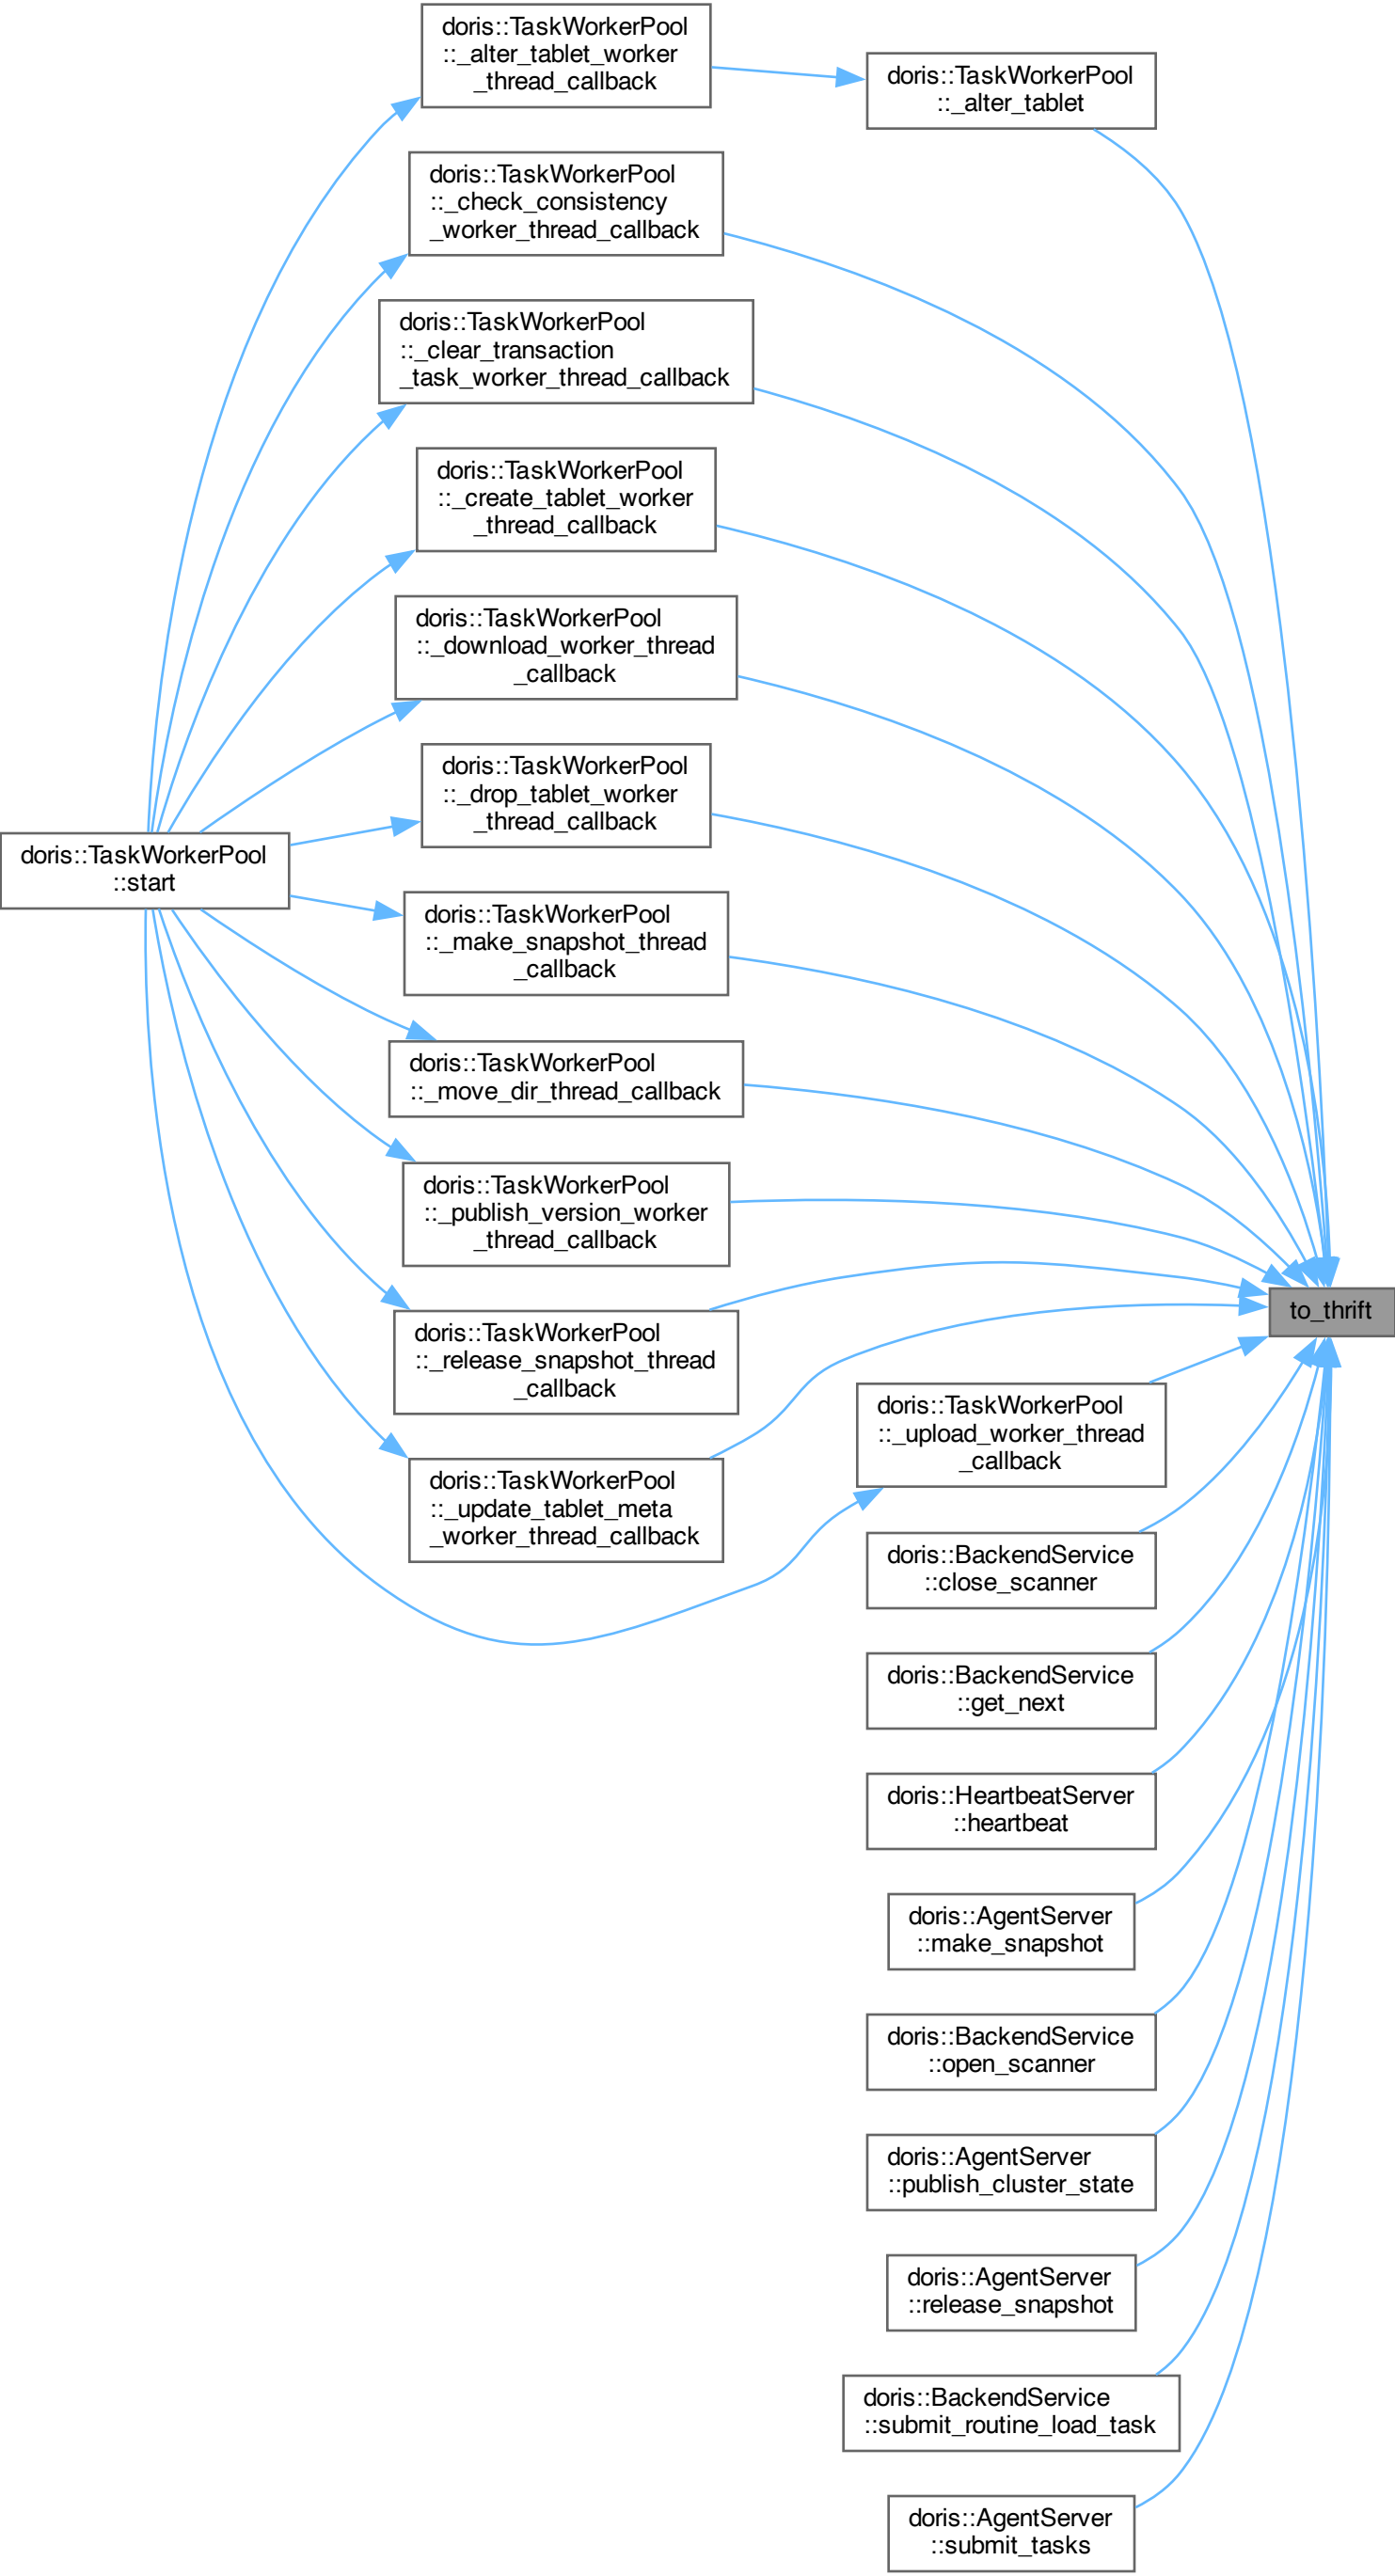 doris::TaskWorkerPool
::_alter_tablet_worker
_thread_callback
doris::TaskWorkerPool
::_alter_tablet
doris::TaskWorkerPool
::_check_consistency
_worker_thread_callback
doris::TaskWorkerPool
::_clear_transaction
_task_worker_thread_callback
doris::TaskWorkerPool
::_create_tablet_worker
_thread_callback
doris::TaskWorkerPool
::_download_worker_thread
_callback
doris::TaskWorkerPool
::_drop_tablet_worker
_thread_callback
doris::TaskWorkerPool
::start
doris::TaskWorkerPool
::_make_snapshot_thread
_callback
doris::TaskWorkerPool
::_move_dir_thread_callback
doris::TaskWorkerPool
::_publish_version_worker
_thread_callback
to_thrift
doris::TaskWorkerPool
::_release_snapshot_thread
_callback
doris::TaskWorkerPool
::_upload_worker_thread
_callback
doris::TaskWorkerPool
::_update_tablet_meta
_worker_thread_callback
doris::BackendService
::close_scanner
doris::BackendService
::get_next
doris::HeartbeatServer
::heartbeat
doris::AgentServer
::make_snapshot
doris::BackendService
::open_scanner
doris::AgentServer
::publish_cluster_state
doris::AgentServer
::release_snapshot
doris::BackendService
::submit_routine_load_task
doris::AgentServer
::submit_tasks